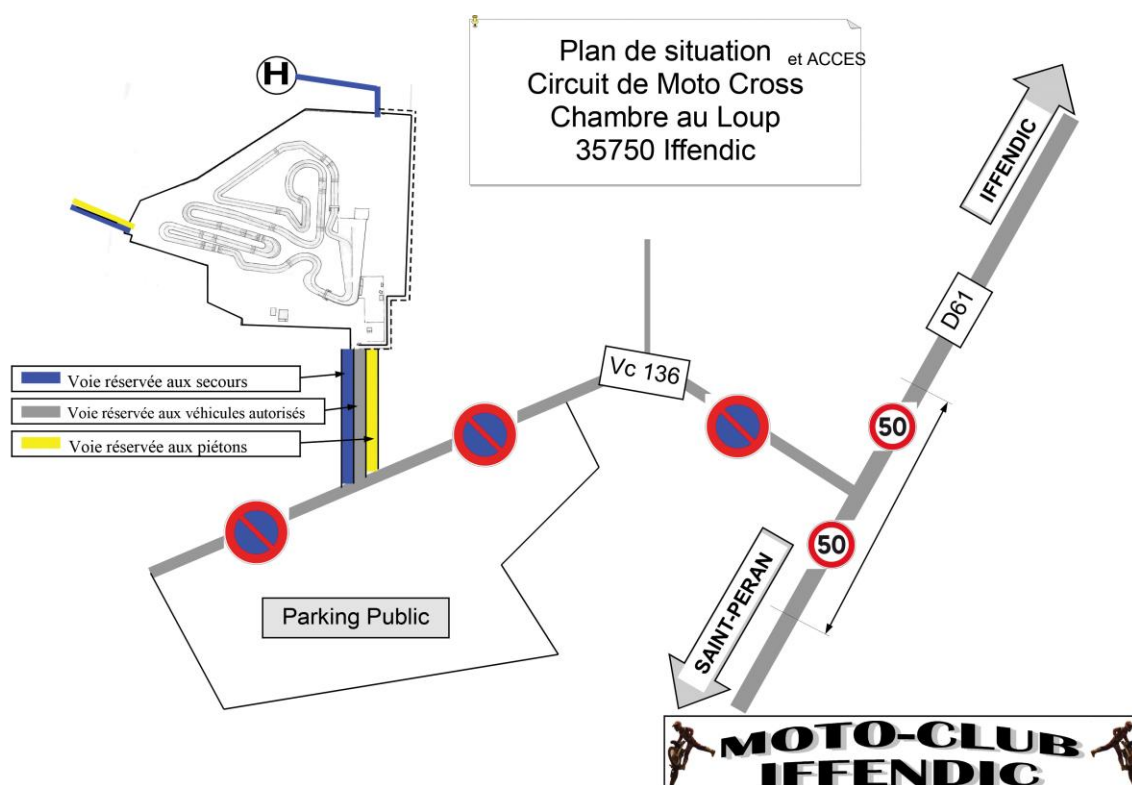 Plan de situation et ACCES
Circuit de Moto Cross
Chambre au Loup
35750 Iffendic
H
IFFENDIC
D61
Vc 136
Voie réservée aux secours
Voie réservée aux véhicules autorisés
Voie réservée aux piétons
50
50
SAINT-PERAN
Parking Public
MOTO-CLUB
IFFENDIC